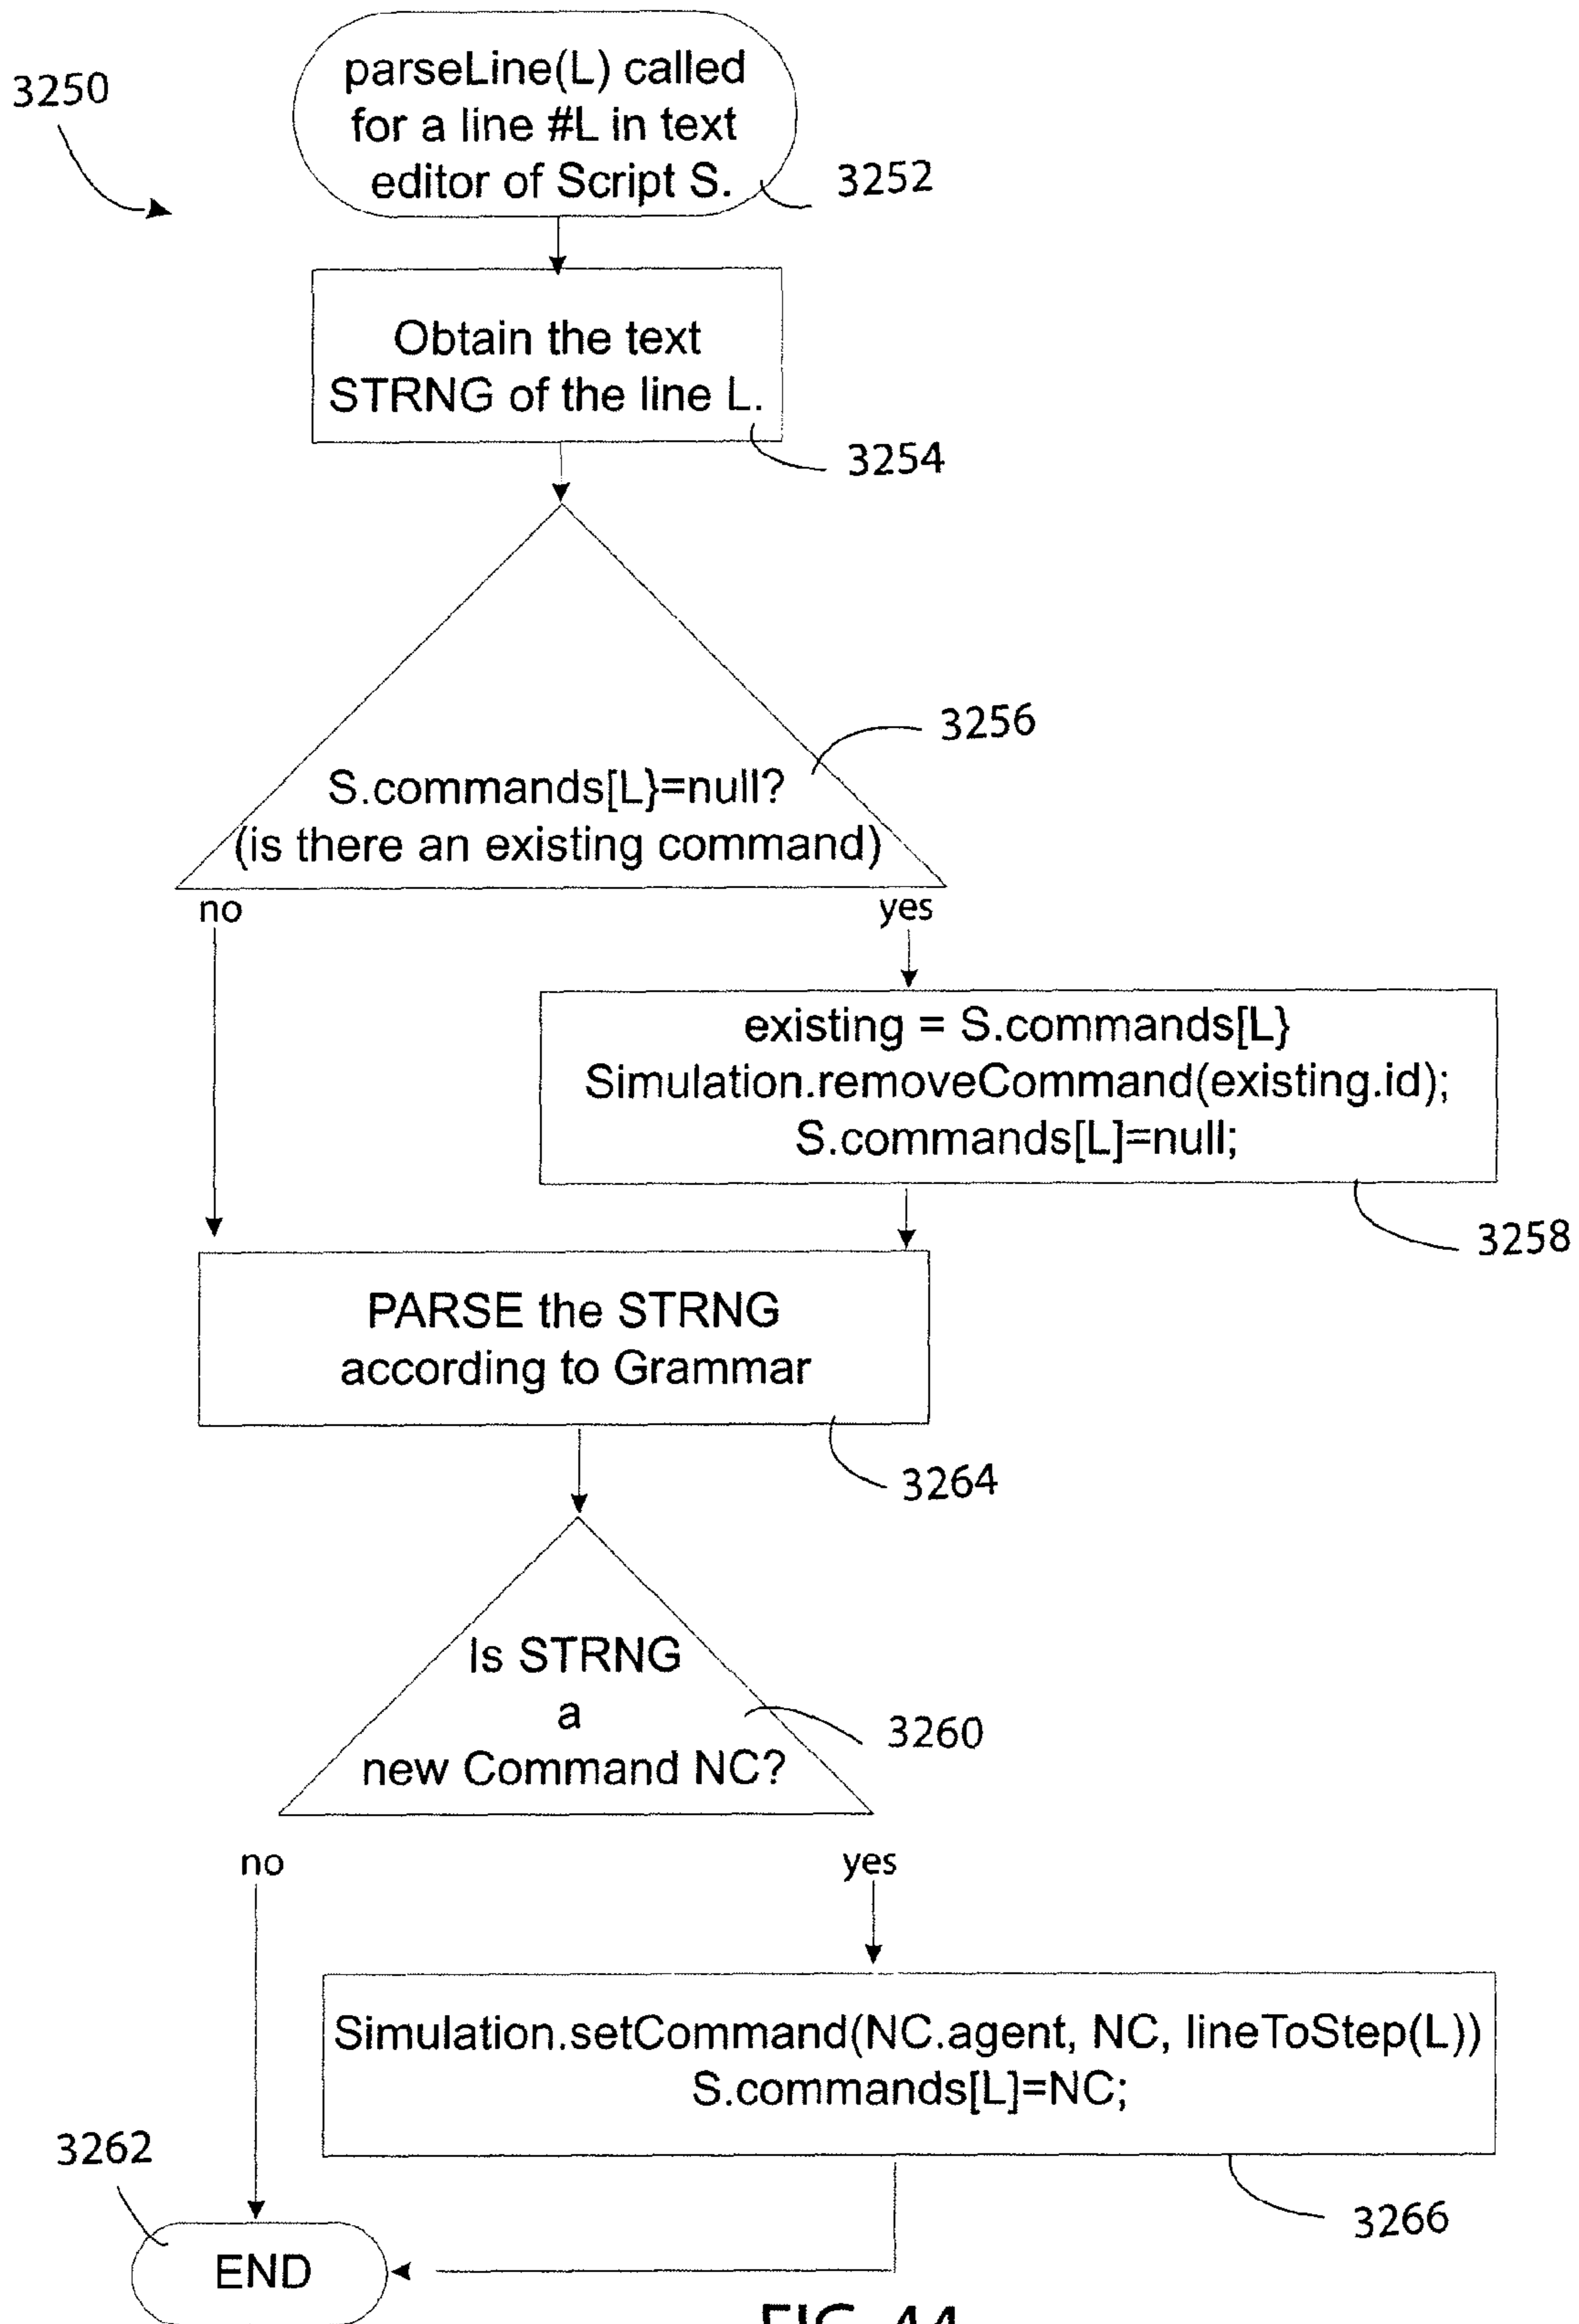 3250
parseLine(L) called
for a line #L in text
editor of Script S.
3252
Obtain the text
STRNG of the line L.
3254
3256
S.commands[L}=null?
(is there an existing command)
no
yes
existing = S.commands[L}
Simulation.removeCommand(existing.id);
S.commands[L]=null;
3258
PARSE the STRNG
according to Grammar
3264
Is STRNG
a
new Command NC?
3260
no
yes
Simulation.setCommand(NC.agent, NC, lineToStep(L))
S.commands[L]=NC;
3262
3266
END
FIG. 44